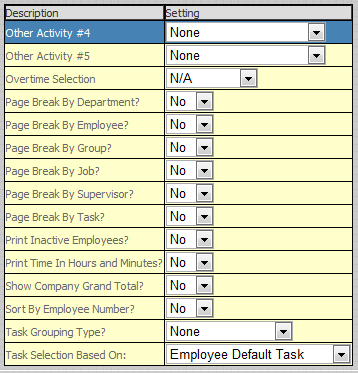 Description Setting
Other Activity #4 None
Other Activity #5 None
Overtime Selection N/A
Page Break By Department? No
Page Break By Employee? No
Page Break By Group? No
Page Break By Job? No
Page Break By Supervisor? No
Page Break By Task? No
Print Inactive Employees? No
Print Time In Hours and Minutes? No
Show Company Grand Total? No
Sort By Employee Number? No
Task Grouping Type? None
Task Selection Based On: Employee Default Task